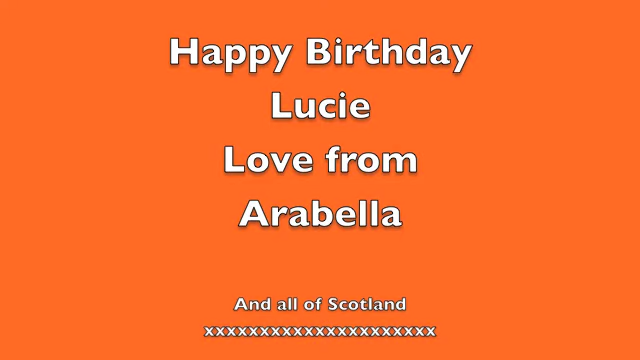 Happy Birthday
Lucie
Love from
Arabella
And all of Scotland
xxxxxxxxxxxxxxxxxxxxx